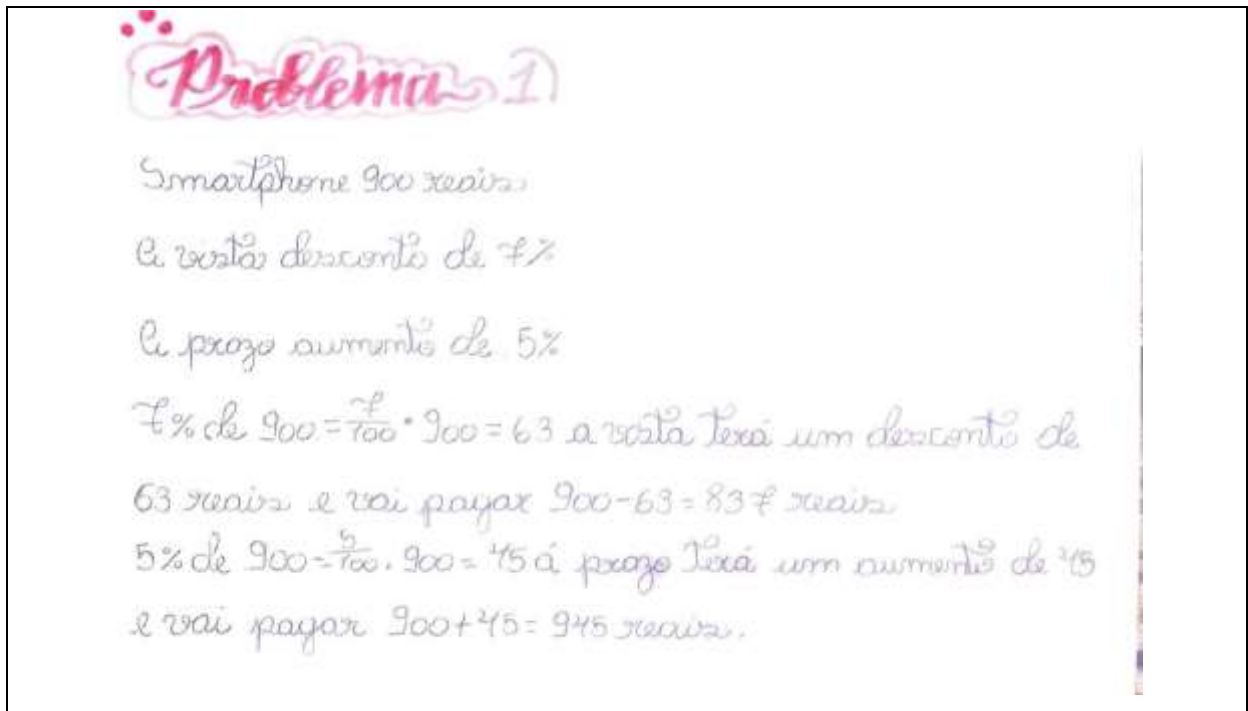 Problema 1)
Smartphone 900 reais
A vista desconto de 7%
A prazo aumento de 5%
7% de 900 = 7/100 · 900 = 63 a vista terá um desconto de
63 reais e vai pagar 900-63=837 reais
5% de 900 = 5/100 . 900 = 45 á prazo terá um aumento de 45
e vai pagar 900+45= 945 reais.